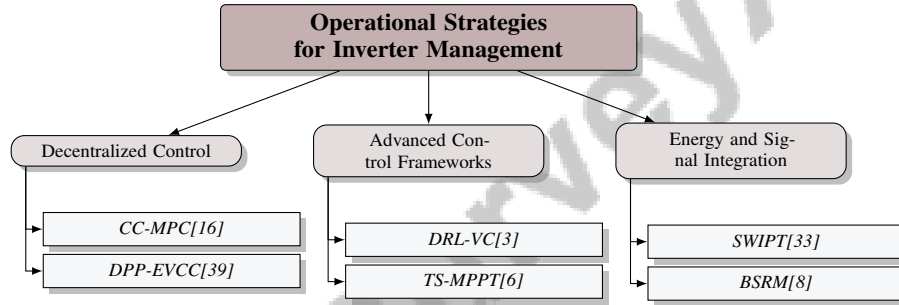 Operational Strategies
for Inverter Management
Decentralized Control
Advanced Con-
trol Frameworks
Energy and Sig-
nal Integration
CC-MPC[16]
DPP-EVCC[39]
DRL-VC[3]
TS-MPPT[6]
SWIPT[33]
BSRM[8]